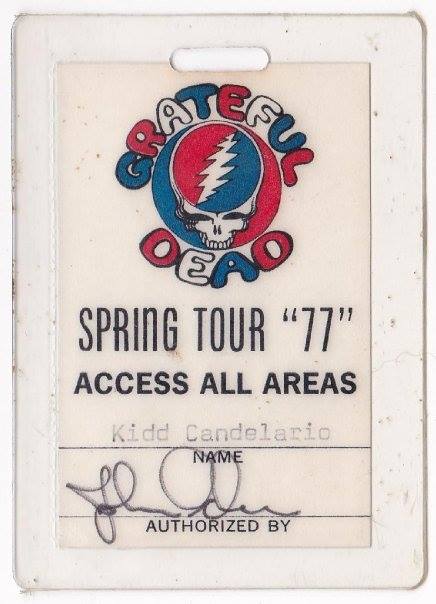 GRATEFUL
DEAD
SPRING TOUR “77”
ACCESS ALL AREAS
Kidd Candelario
NAME
AUTHORIZED BY